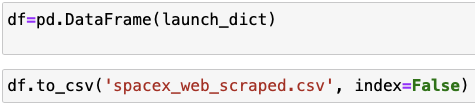 df=pd.DataFrame(launch_dict)
df.to_csv('spacex_web_scraped.csv', index=False)